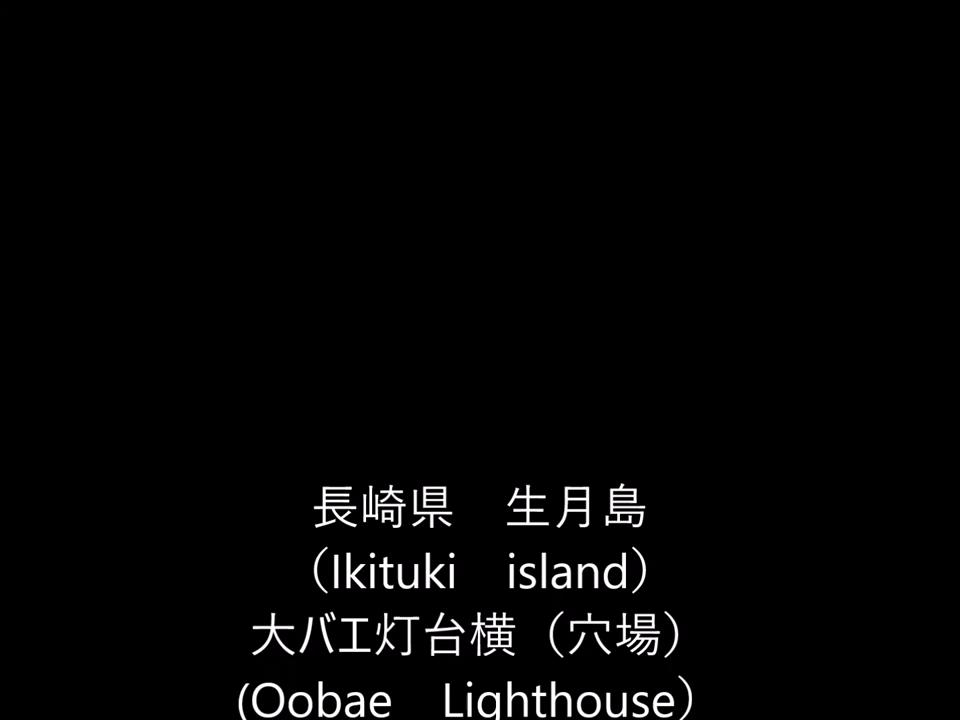 長崎県　生月島
（Ikituki　island）
大バエ灯台横（穴場）
(Oobae　Lighthouse）